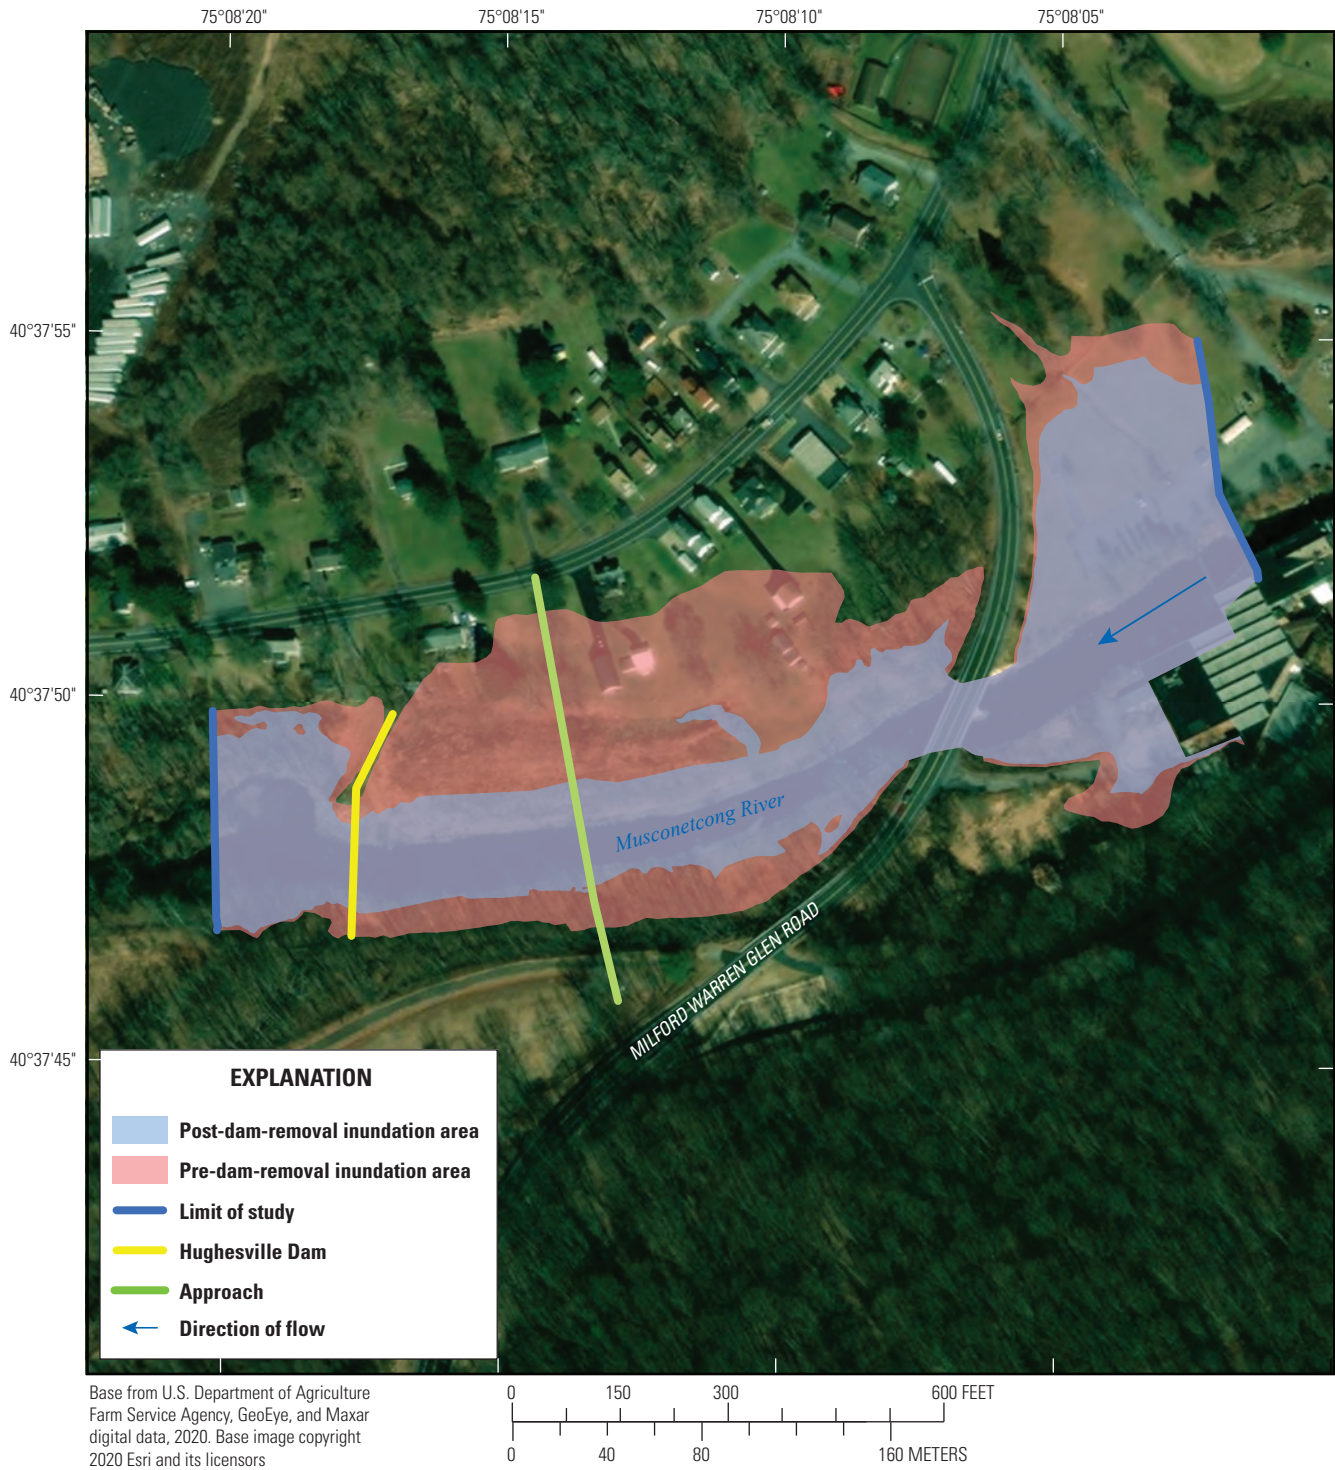 75°08'20" 75°08'15" 75°08'10" 75°08'05"
40°37'55"
40°37'50"
Musconetcong River
MILFORD WARREN GLEN ROAD
40°37'45"
EXPLANATION
Post-dam-removal inundation area
Pre-dam-removal inundation area
Limit of study
Hughesville Dam
Approach
Direction of flow
Base from U.S. Department of Agriculture
Farm Service Agency, GeoEye, and Maxar
digital data, 2020. Base image copyright
2020 Esri and its licensors
0 150 300 600 FEET
0 40 80 160 METERS